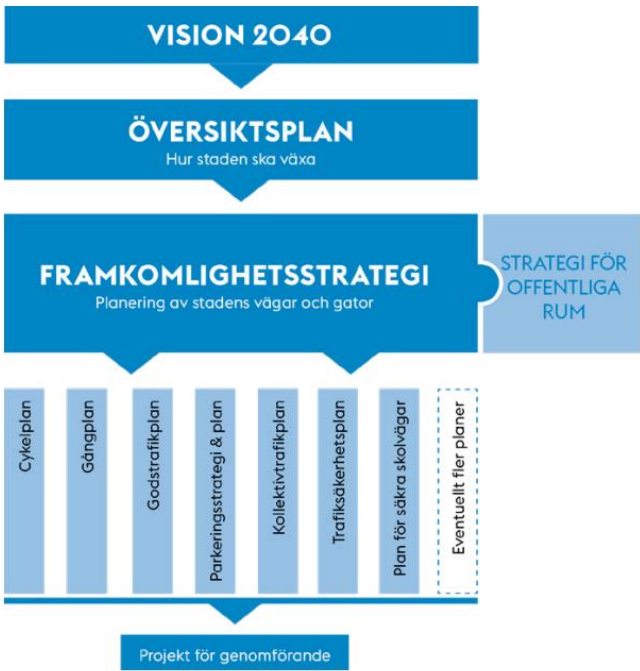 VISION 2040
ÖVERSIKTSPLAN
Hur staden ska växa
FRAMKOMLIGHETSSTRATEGI
Planering av stadens vägar och gator
STRATEGI FÖR
OFFENTLIGA
RUM
Cykelplan
Gångplan
Godstrafikplan
Parkeringsstrategi & plan
Kollektivtrafikplan
Trafiksäkerhetsplan
Plan för säkra skolvägar
Eventuellt fler planer
Projekt för genomförande